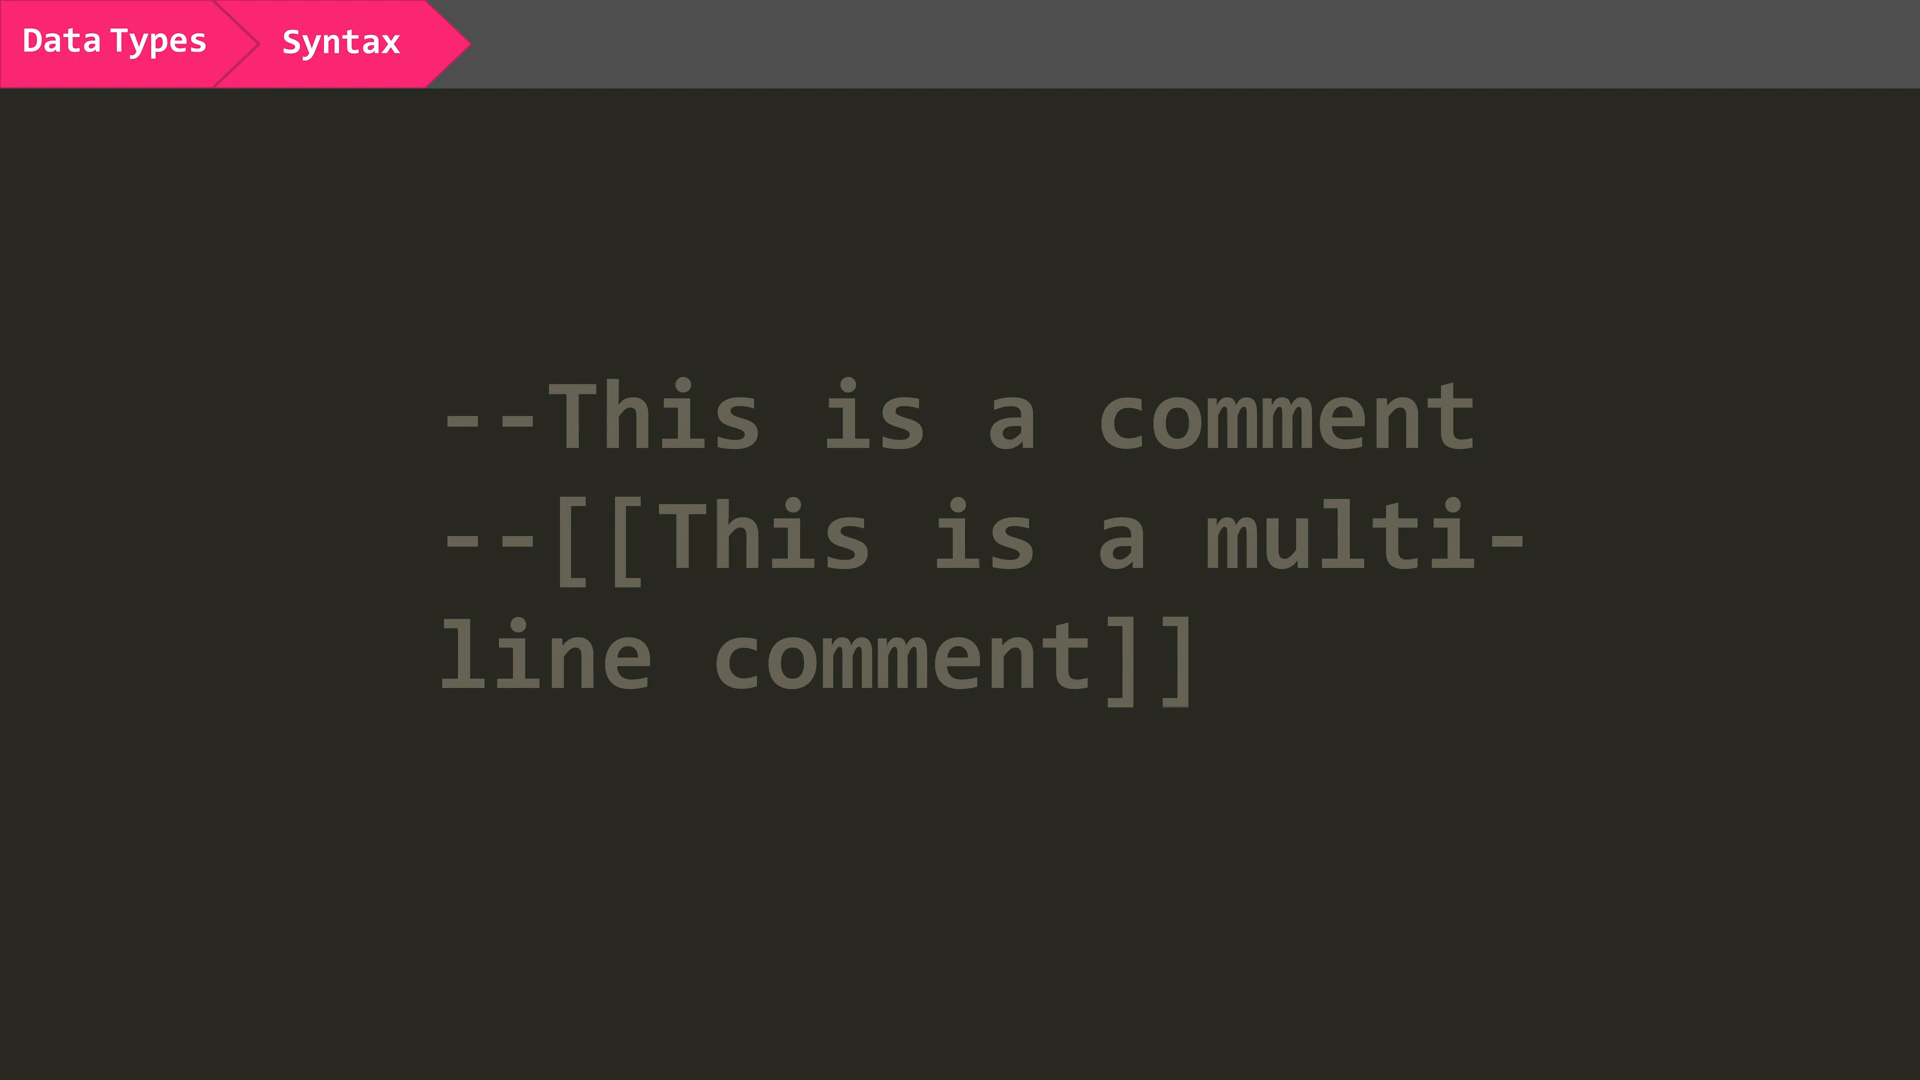 Data Types
Syntax
--This is a comment
--[[This is a multi-
line comment]]